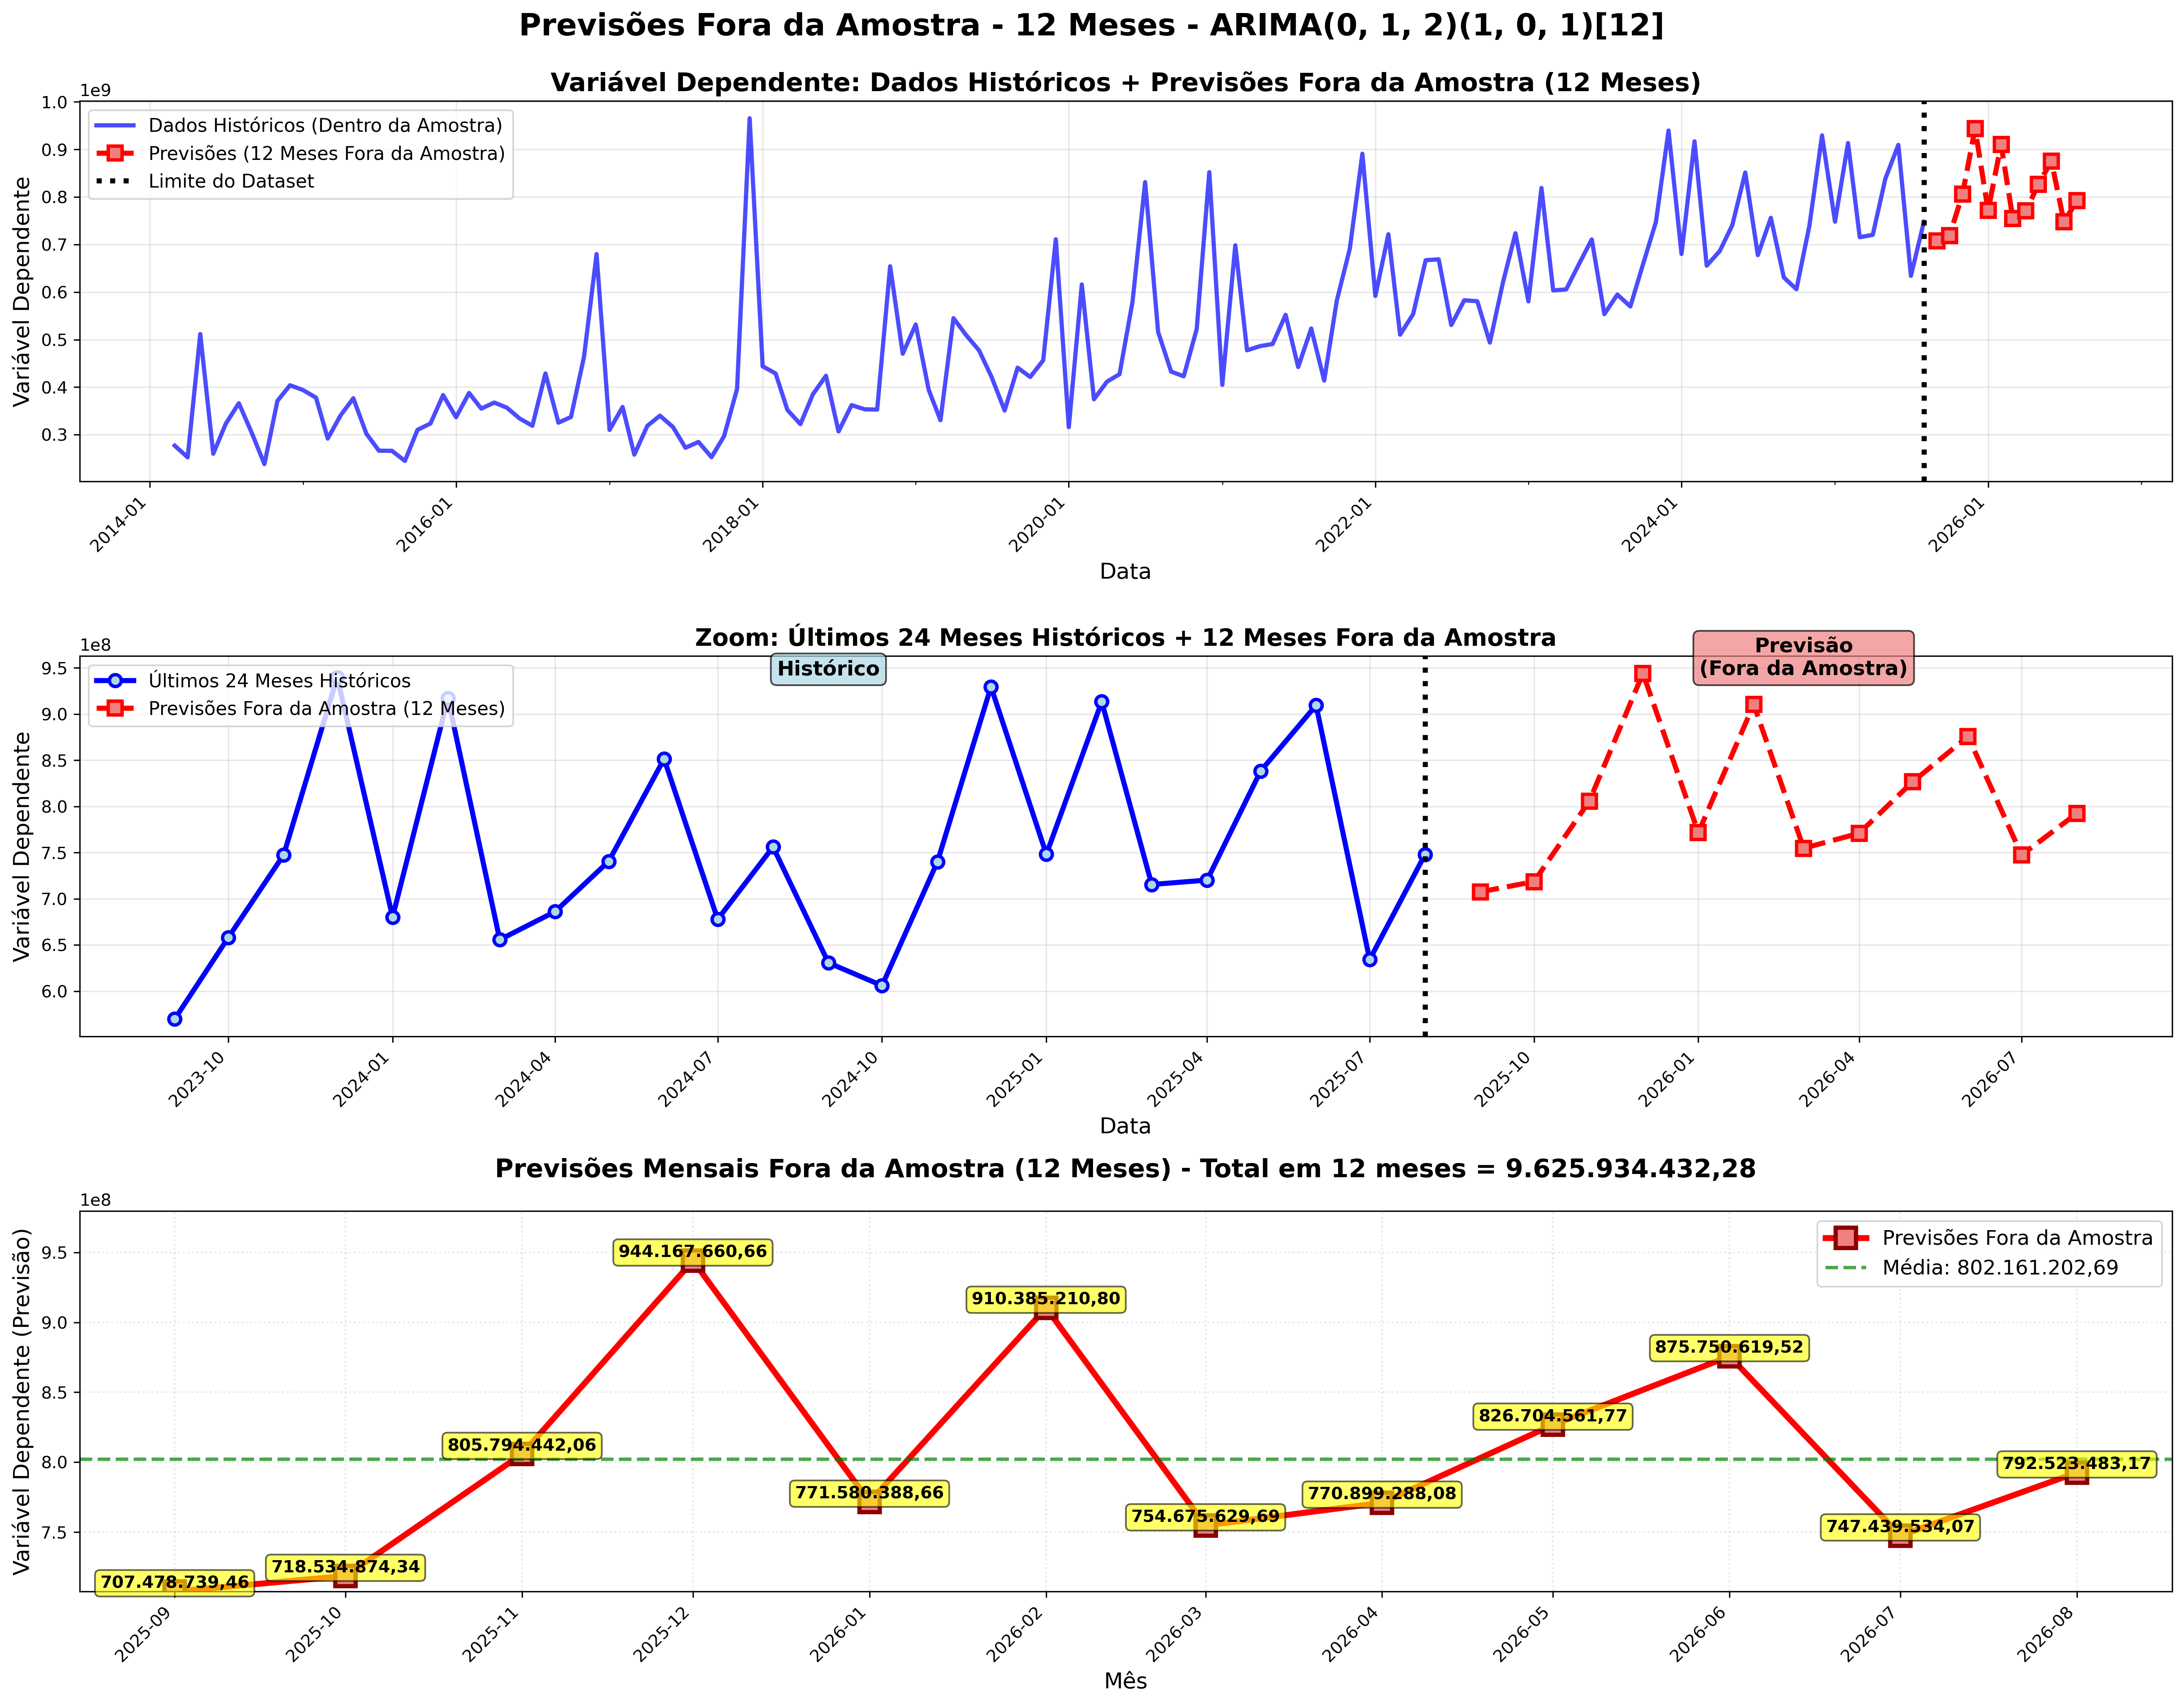 Previsões Fora da Amostra - 12 Meses - ARIMA(0, 1, 2)(1, 0, 1)[12]
Variável Dependente: Dados Históricos + Previsões Fora da Amostra (12 Meses)
1e9
Dados Históricos (Dentro da Amostra)
Previsões (12 Meses Fora da Amostra)
Limite do Dataset
Variável Dependente
1.0
0.9
0.8
0.7
0.6
0.5
0.4
0.3
2014-01
2016-01
2018-01
2020-01
2022-01
2024-01
2026-01
Data
Zoom: Últimos 24 Meses Históricos + 12 Meses Fora da Amostra
1e8
Últimos 24 Meses Históricos
Previsões Fora da Amostra (12 Meses)
Histórico
Previsão
(Fora da Amostra)
Variável Dependente
9.5
9.0
8.5
8.0
7.5
7.0
6.5
6.0
2023-10
2024-01
2024-04
2024-07
2024-10
2025-01
2025-04
2025-07
2025-10
2026-01
2026-04
2026-07
Data
Previsões Mensais Fora da Amostra (12 Meses) - Total em 12 meses = 9.625.934.432,28
1e8
Previsões Fora da Amostra
Média: 802.161.202,69
Variável Dependente (Previsão)
9.5
9.0
8.5
8.0
7.5
707.478.739,46
718.534.874,34
805.794.442,06
944.167.660,66
771.580.388,66
910.385.210,80
754.675.629,69
770.899.288,08
826.704.561,77
875.750.619,52
747.439.534,07
792.523.483,17
2025-09
2025-10
2025-11
2025-12
2026-01
2026-02
2026-03
2026-04
2026-05
2026-06
2026-07
2026-08
Mês